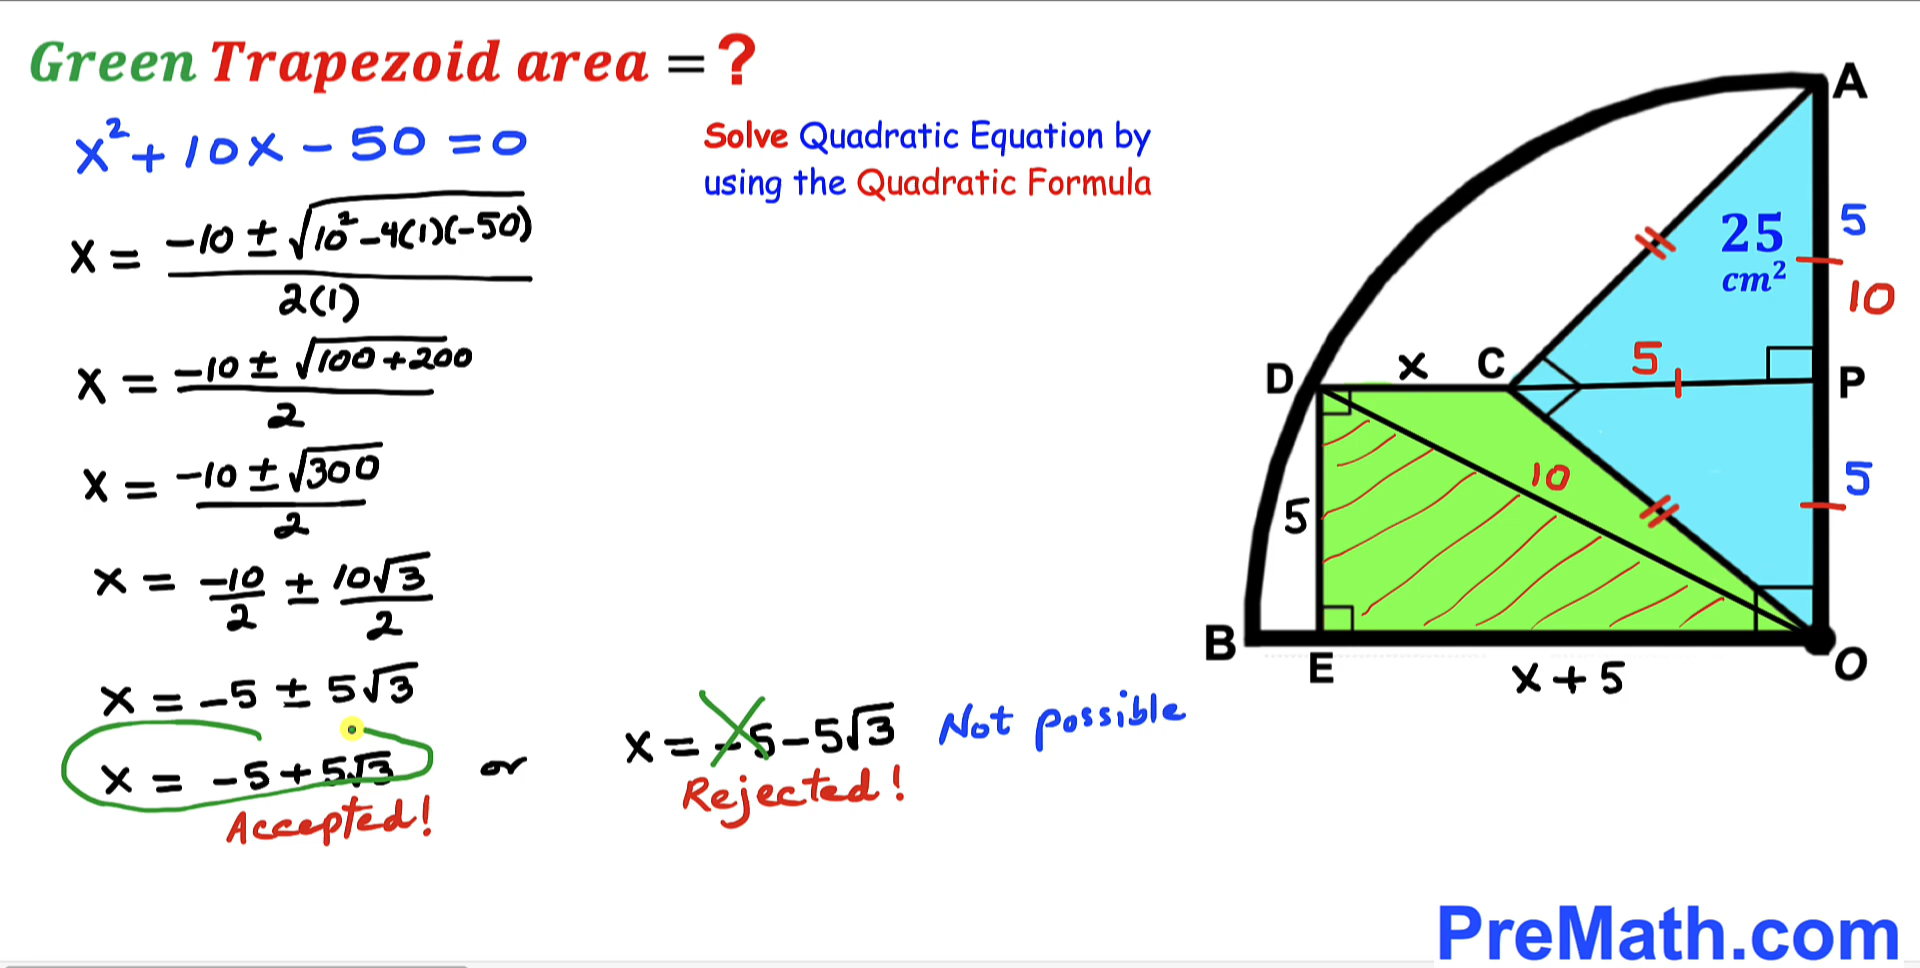 Green Trapezoid area = ?
x² + 10x - 50 = 0
Solve Quadratic Equation by
using the Quadratic Formula
x = (-10 ± √(10² - 4(1)(-50))) / 2(1)
x = (-10 ± √(100 + 200)) / 2
x = (-10 ± √300) / 2
x = -10/2 ± 10√3/2
x = -5 ± 5√3
x = -5 + 5√3 or x = -5 - 5√3 Not possible
Accepted! Rejected!
A
25
cm²
5
10
D x C 5 P
10
5
5
B E x + 5 O
PreMath.com